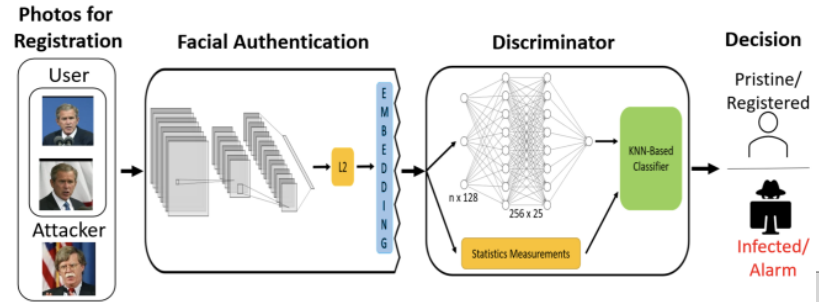 Photos for
Registration
Facial Authentication
Discriminator
Decision
User
Attacker
L2
E
M
B
E
D
D
I
N
G
n x 128
256 x 25
Statistics Measurements
KNN-Based
Classifier
Pristine/
Registered
Infected/
Alarm